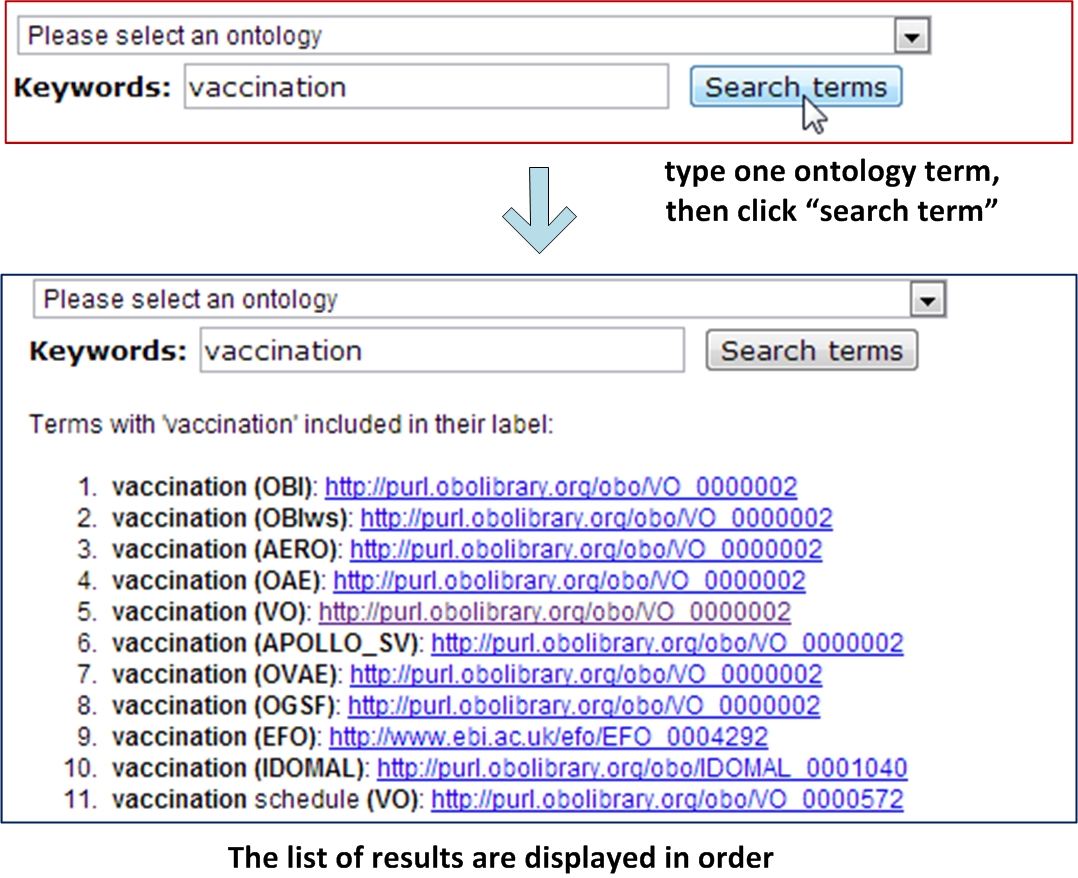 Please select an ontology
Keywords: vaccination Search terms
type one ontology term,
then click “search term”
Please select an ontology
Keywords: vaccination Search terms
Terms with 'vaccination' included in their label:
1. vaccination (OBI): http://purl.obolibrary.org/obo/VO_0000002
2. vaccination (OBIws): http://purl.obolibrary.org/obo/VO_0000002
3. vaccination (AERO): http://purl.obolibrary.org/obo/VO_0000002
4. vaccination (OAE): http://purl.obolibrary.org/obo/VO_0000002
5. vaccination (VO): http://purl.obolibrary.org/obo/VO_0000002
6. vaccination (APOLLO_SV): http://purl.obolibrary.org/obo/VO_0000002
7. vaccination (OVAE): http://purl.obolibrary.org/obo/VO_0000002
8. vaccination (OGSF): http://purl.obolibrary.org/obo/VO_0000002
9. vaccination (EFO): http://www.ebi.ac.uk/efo/EFO_0004292
10. vaccination (IDOMAL): http://purl.obolibrary.org/obo/IDOMAL_0001040
11. vaccination schedule (VO): http://purl.obolibrary.org/obo/VO_0000572
The list of results are displayed in order